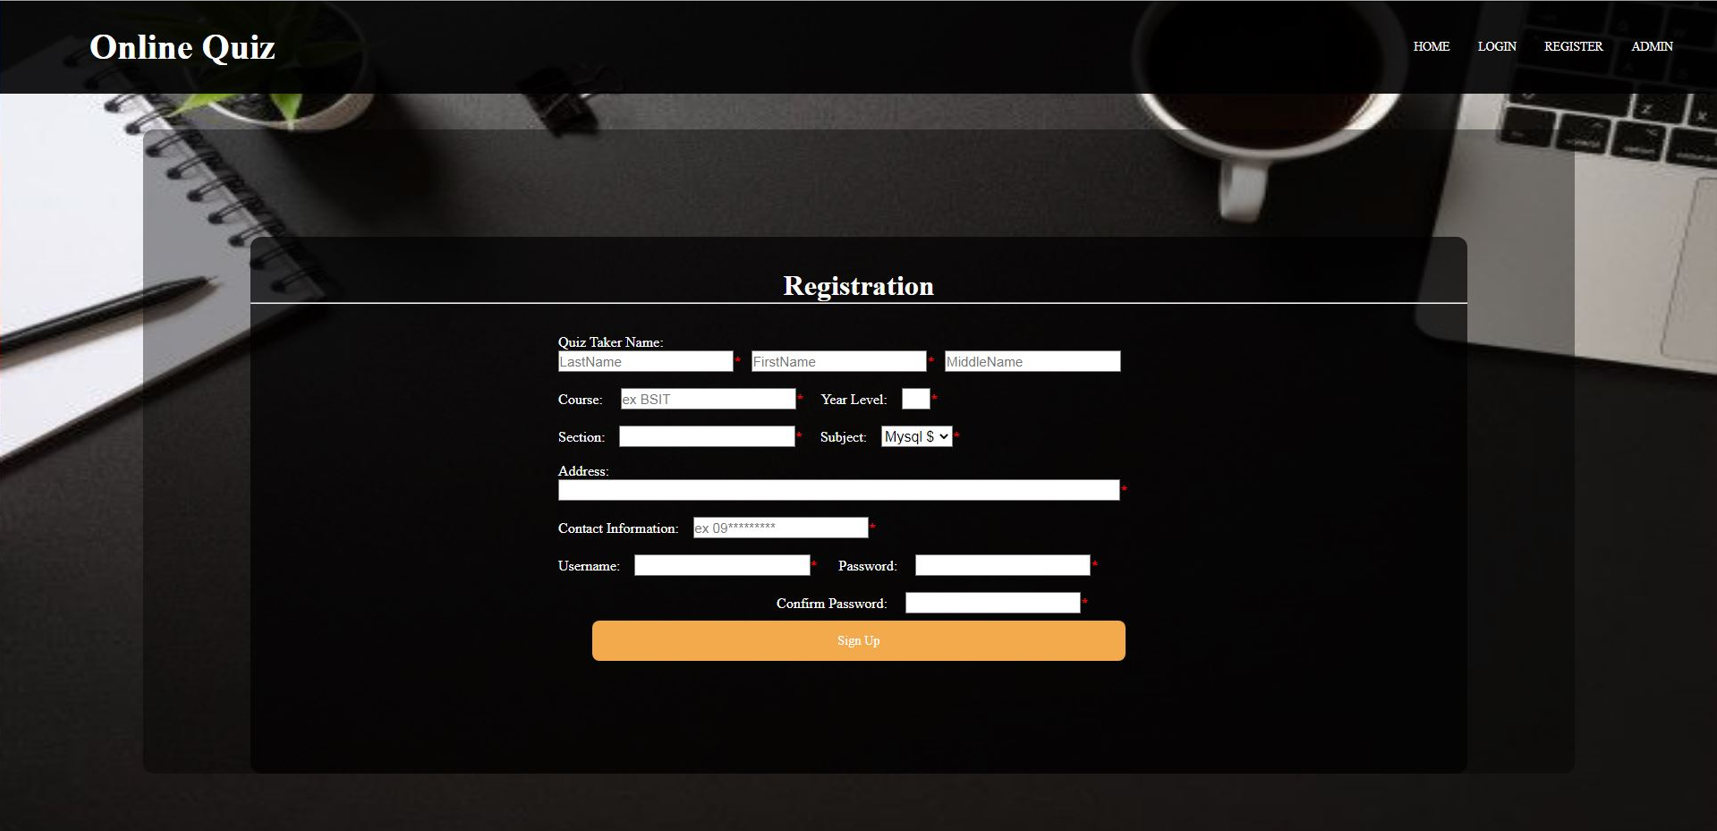 Online Quiz
HOME LOGIN REGISTER ADMIN
Registration
Quiz Taker Name:
LastName * FirstName * MiddleName
Course: ex BSIT * Year Level: *
Section: * Subject: Mysql $ *
Address:
*
Contact Information: ex 09********* *
Username: * Password: *
Confirm Password: *
Sign Up